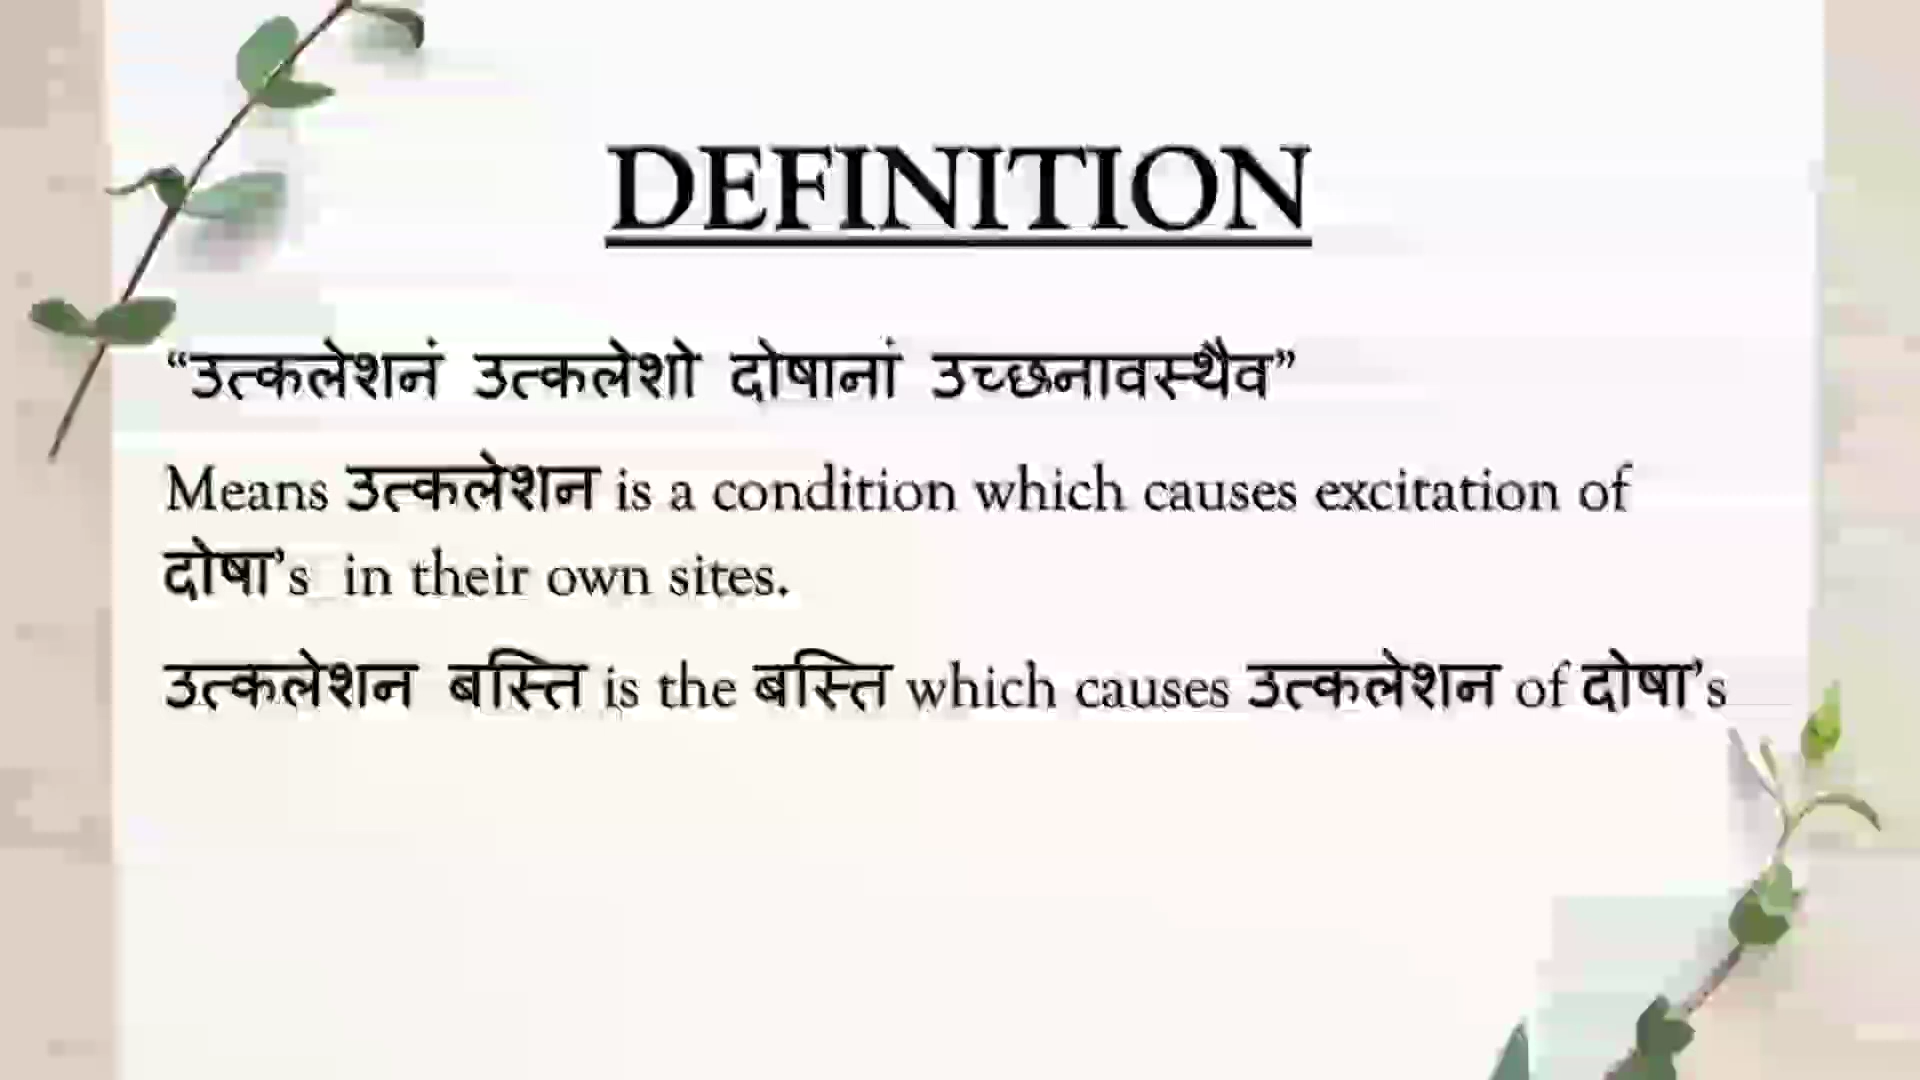 DEFINITION
“उत्कलेशनं उत्कलेशो दोषानां उच्छनावस्थैव”
Means उत्कलेशन is a condition which causes excitation of
दोषा’s in their own sites.
उत्कलेशन बस्ति is the बस्ति which causes उत्कलेशन of दोषा’s